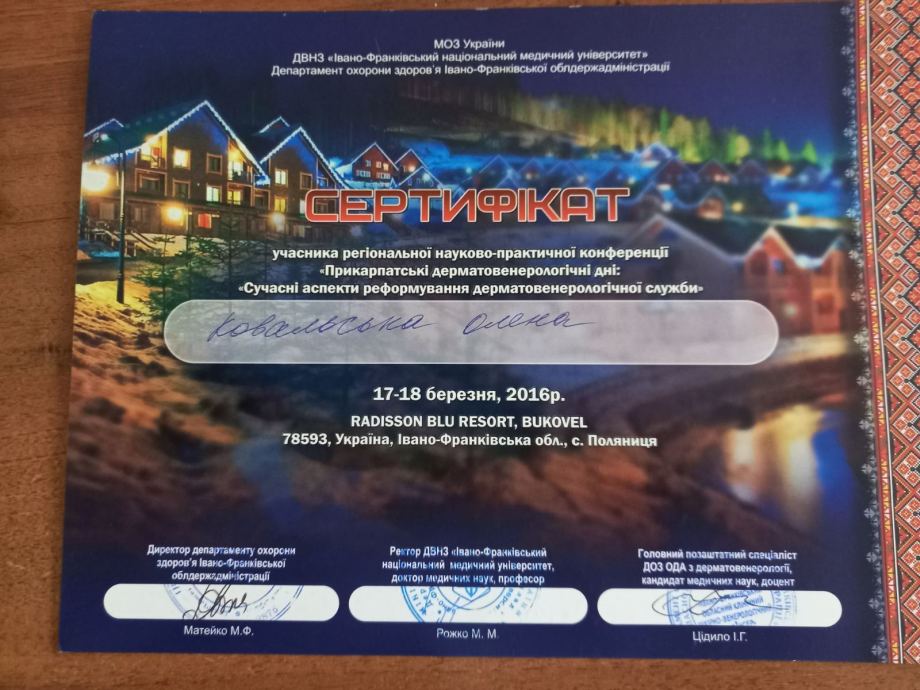 МОЗ України
ДВНЗ «Івано-Франківський національний медичний університет»
Департамент охорони здоров'я Івано-Франківської облдержадміністрації
СЕРТИФІКАТ
учасника регіональної науково-практичної конференції
«Прикарпатські дерматовенерологічні дні:
«Сучасні аспекти реформування дерматовенерологічної служби»
Ковальська Олена
17-18 березня, 2016р.
RADISSON BLU RESORT, BUKOVEL
78593, Україна, Івано-Франківська обл., с. Поляниця
Директор департаменту охорони
здоров'я Івано-Франківської
облдержадміністрації
Матейко М.Ф.
Ректор ДВНЗ «Івано-Франківський
національний медичний університет,
доктор медичних наук, професор
Рожко М. М.
Головний позаштатний спеціаліст
ДОЗ ОДА з дерматовенерології,
кандидат медичних наук, доцент
Цідило І.Г.